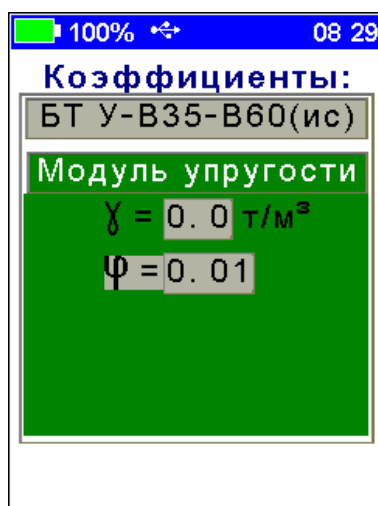 100% 08 29
Коэффициенты:
БТ У-В35-В60(ис)
Модуль упругости
γ = 0. 0 т/м³
φ = 0. 01